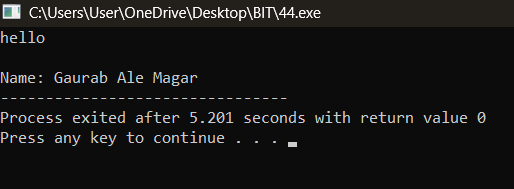 C:\Users\User\OneDrive\Desktop\BIT\44.exe
hello
Name: Gaurab Ale Magar
--------------------------------
Process exited after 5.201 seconds with return value 0
Press any key to continue . . .